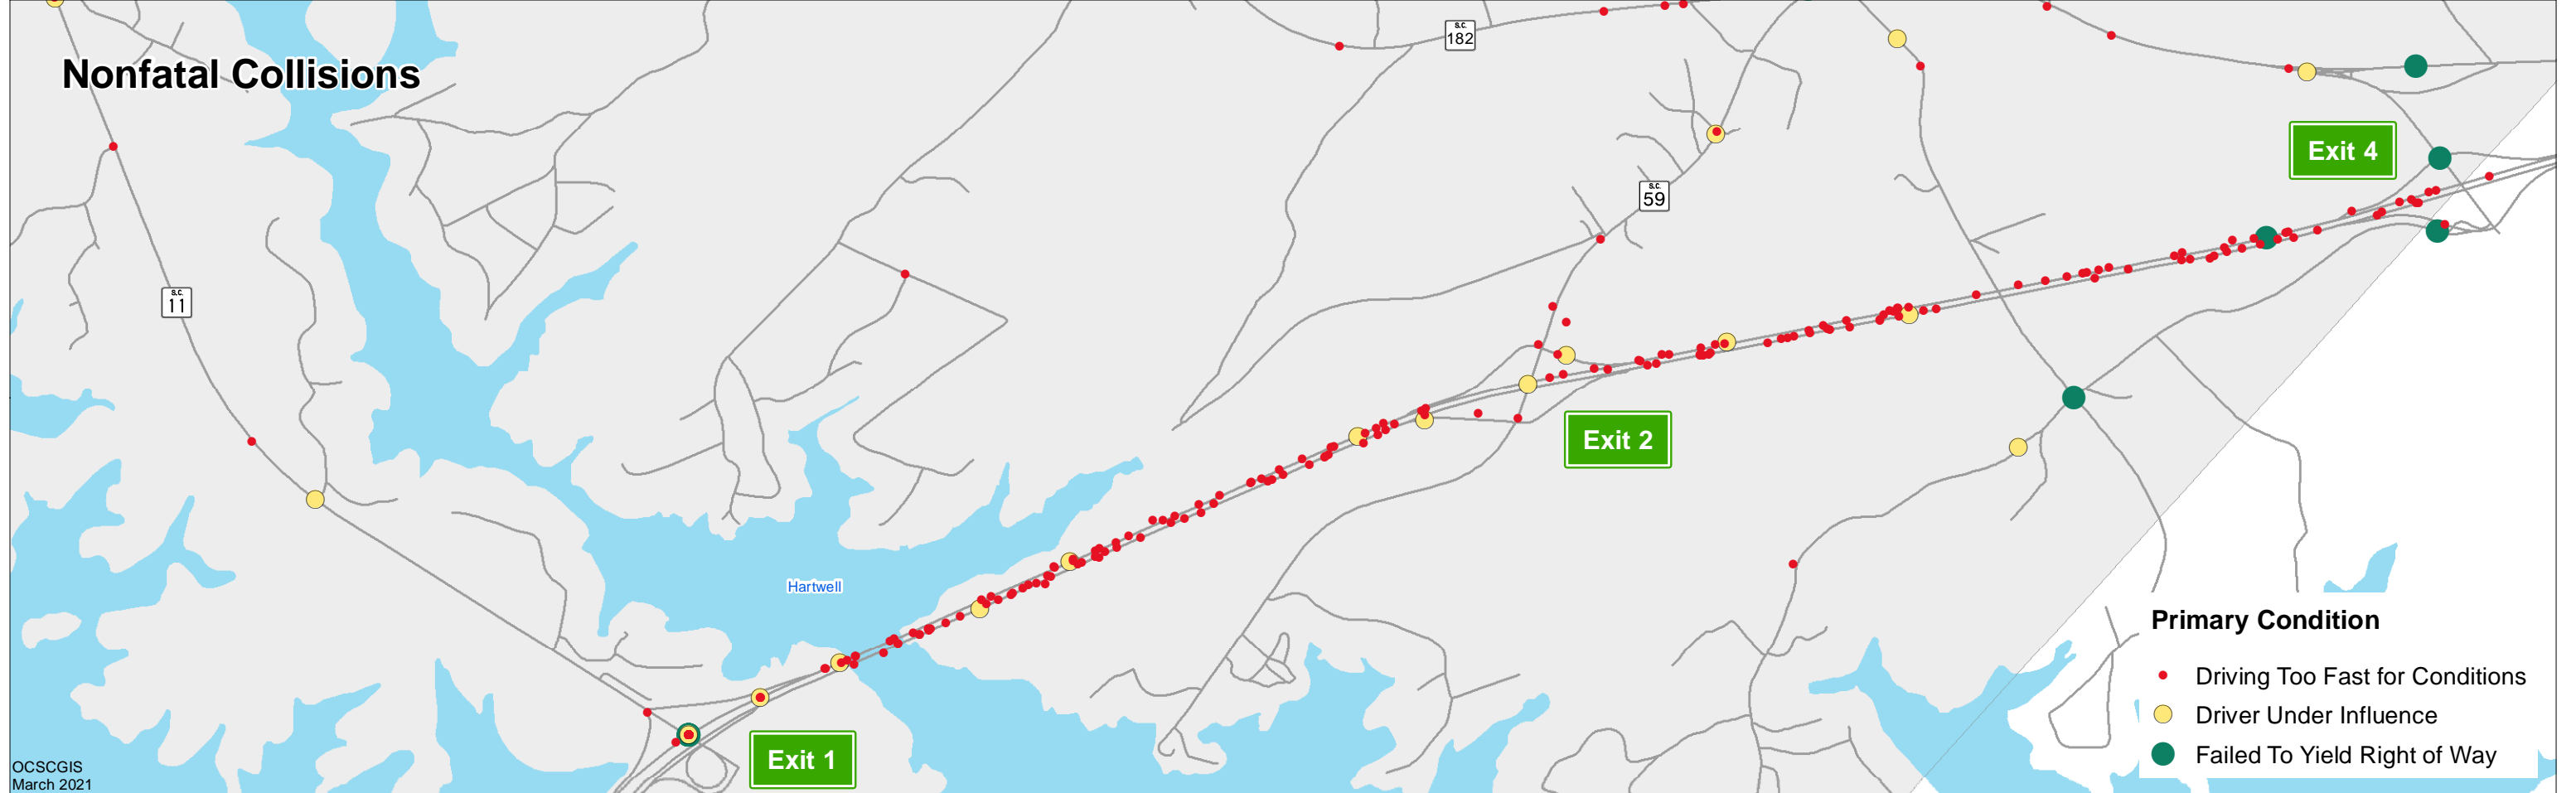 Nonfatal Collisions
S.C.
182
S.C.
59
Exit 4
S.C.
11
Exit 2
Hartwell
Exit 1
Primary Condition
Driving Too Fast for Conditions
Driver Under Influence
Failed To Yield Right of Way
OCSCGIS
March 2021